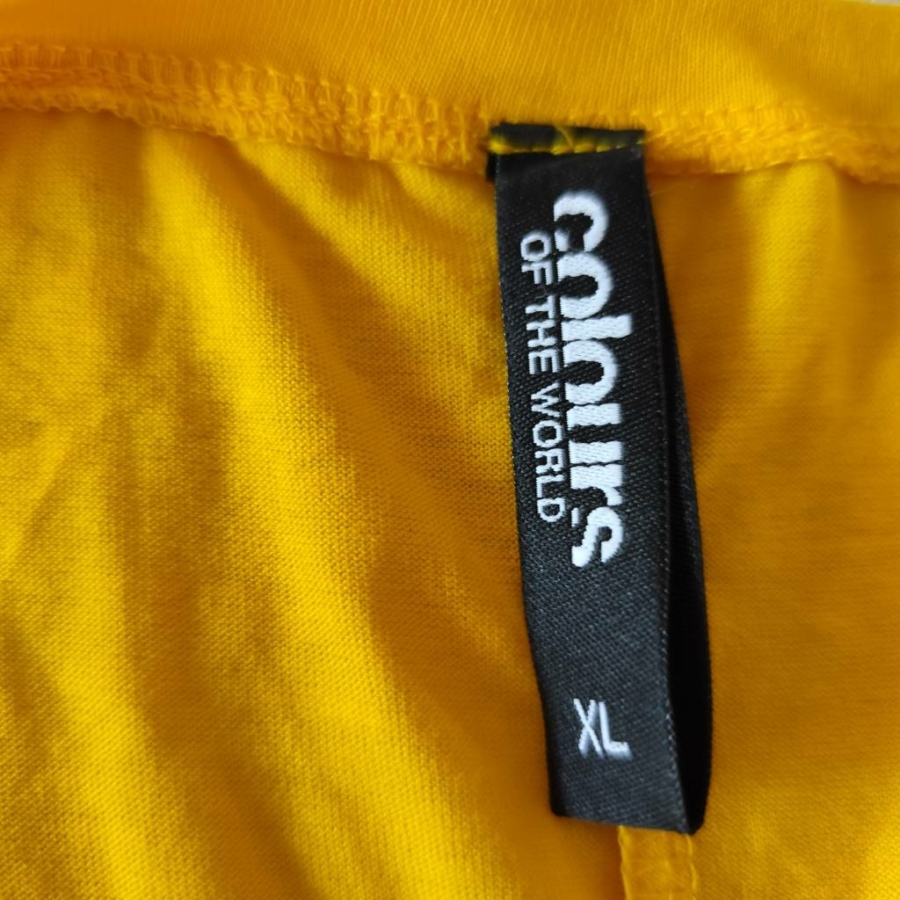 colours
OF THE WORLD
XL